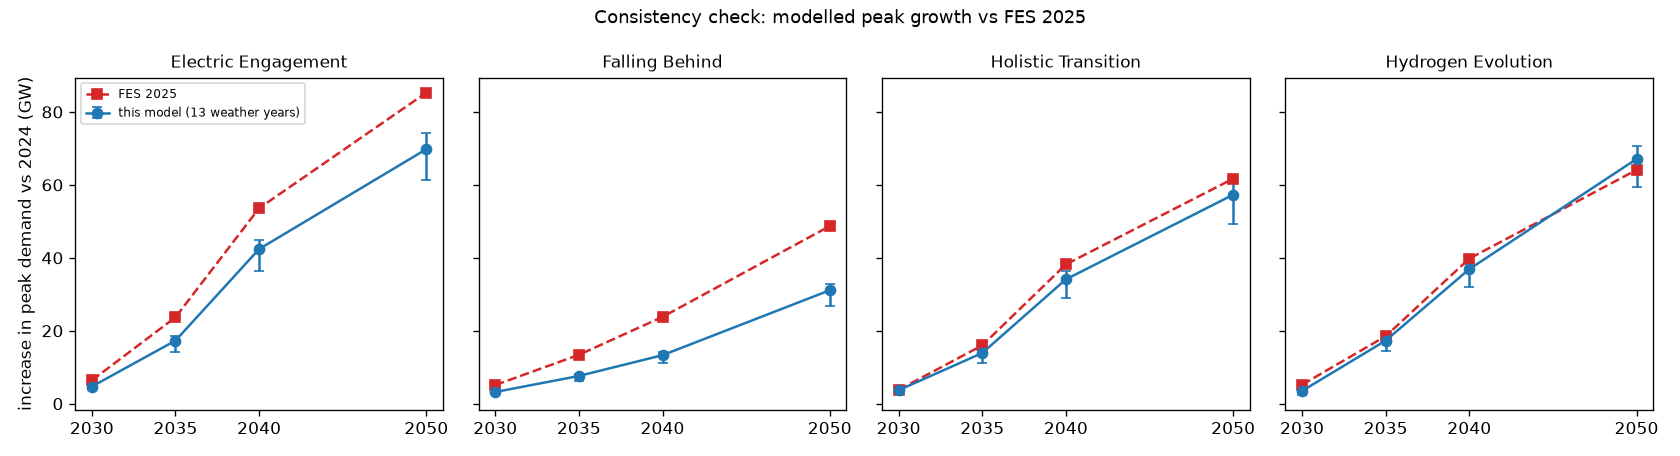 Consistency check: modelled peak growth vs FES 2025
Electric Engagement
Falling Behind
Holistic Transition
Hydrogen Evolution
FES 2025
this model (13 weather years)
increase in peak demand vs 2024 (GW)
80
60
40
20
0
2030 2035 2040 2050
2030 2035 2040 2050
2030 2035 2040 2050
2030 2035 2040 2050